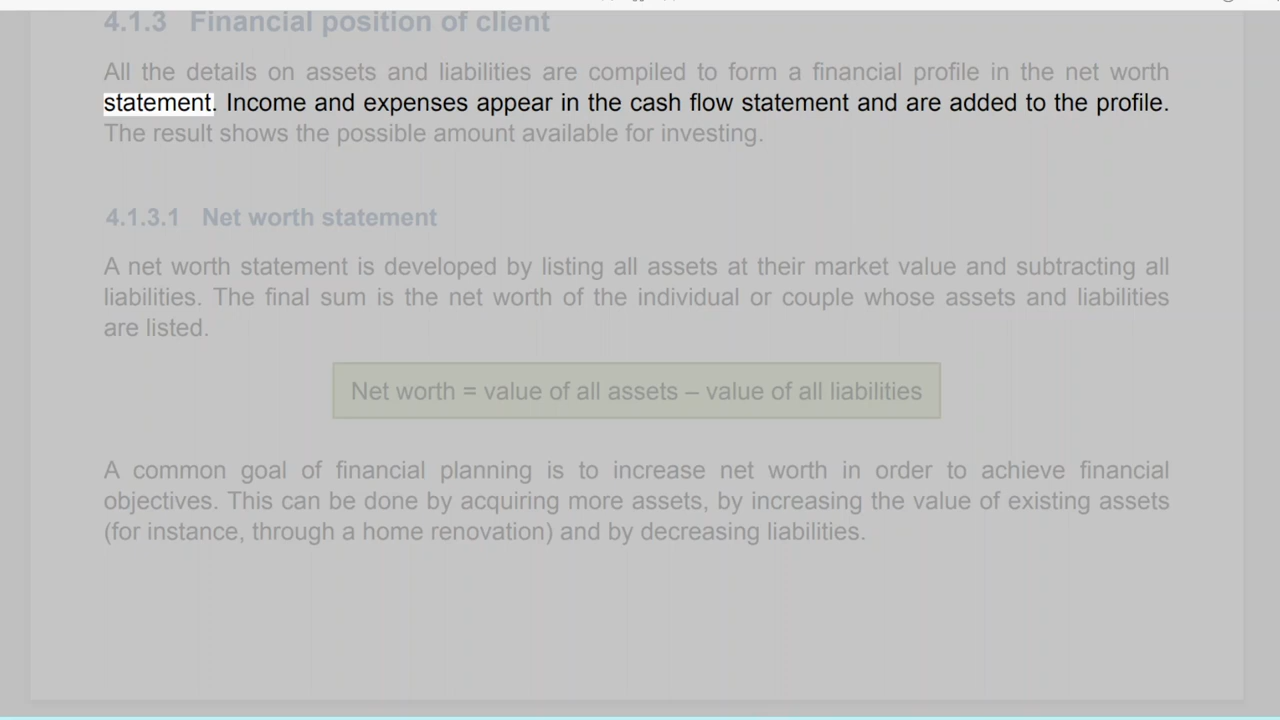 4.1.3 Financial position of client
All the details on assets and liabilities are compiled to form a financial profile in the net worth
statement. Income and expenses appear in the cash flow statement and are added to the profile.
The result shows the possible amount available for investing.
4.1.3.1 Net worth statement
A net worth statement is developed by listing all assets at their market value and subtracting all
liabilities. The final sum is the net worth of the individual or couple whose assets and liabilities
are listed.
Net worth = value of all assets – value of all liabilities
A common goal of financial planning is to increase net worth in order to achieve financial
objectives. This can be done by acquiring more assets, by increasing the value of existing assets
(for instance, through a home renovation) and by decreasing liabilities.